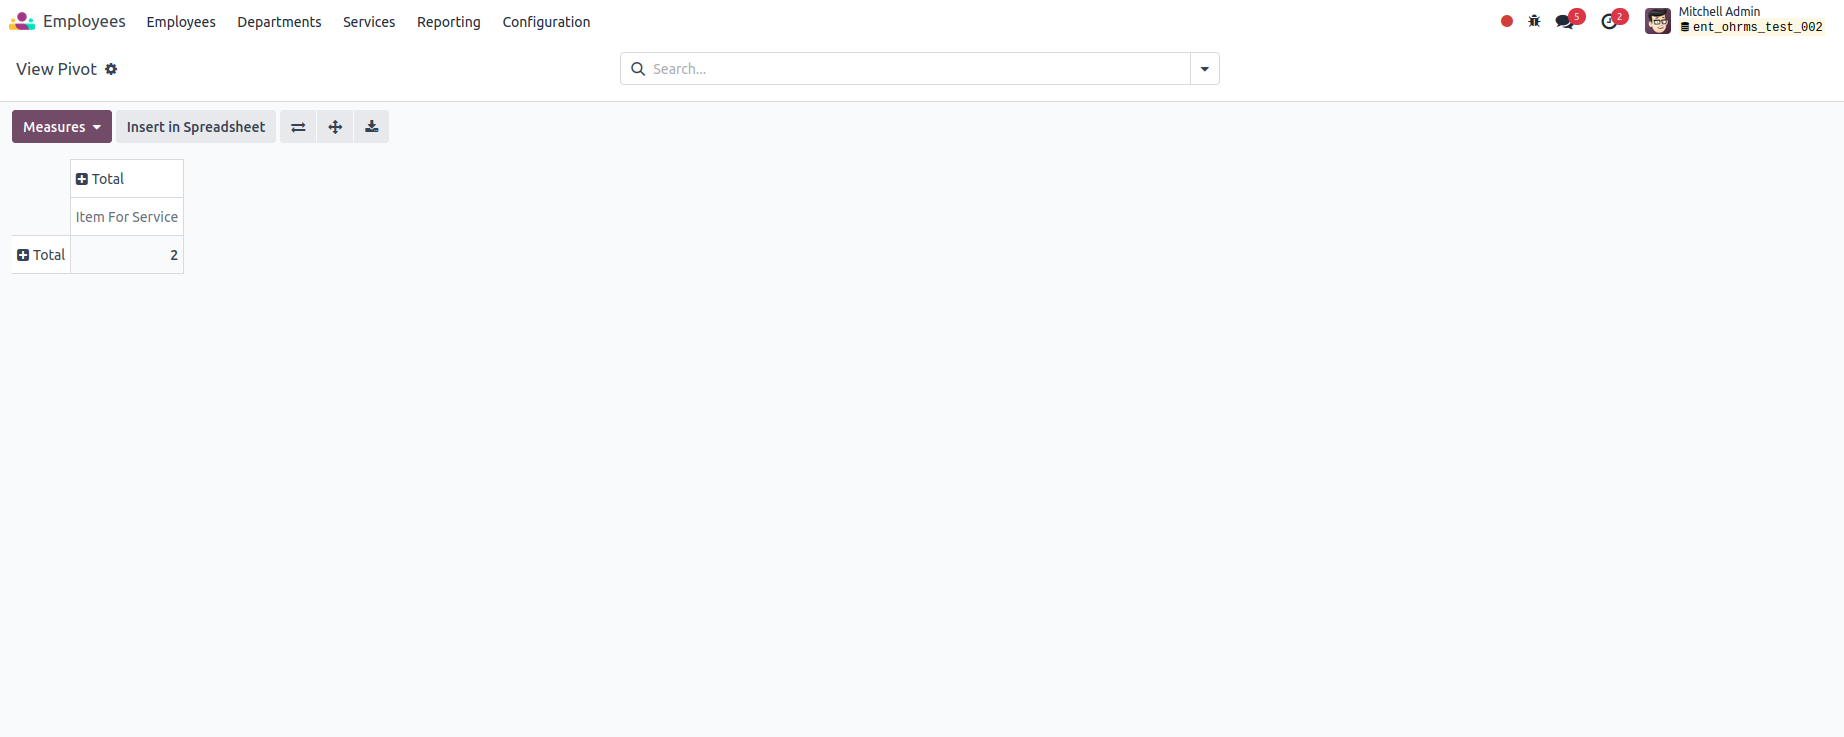 Employees Employees Departments Services Reporting Configuration 5 2 Mitchell Admin
ent_ohrms_test_002
View Pivot Search...
Measures Insert in Spreadsheet
Total
Item For Service
Total 2